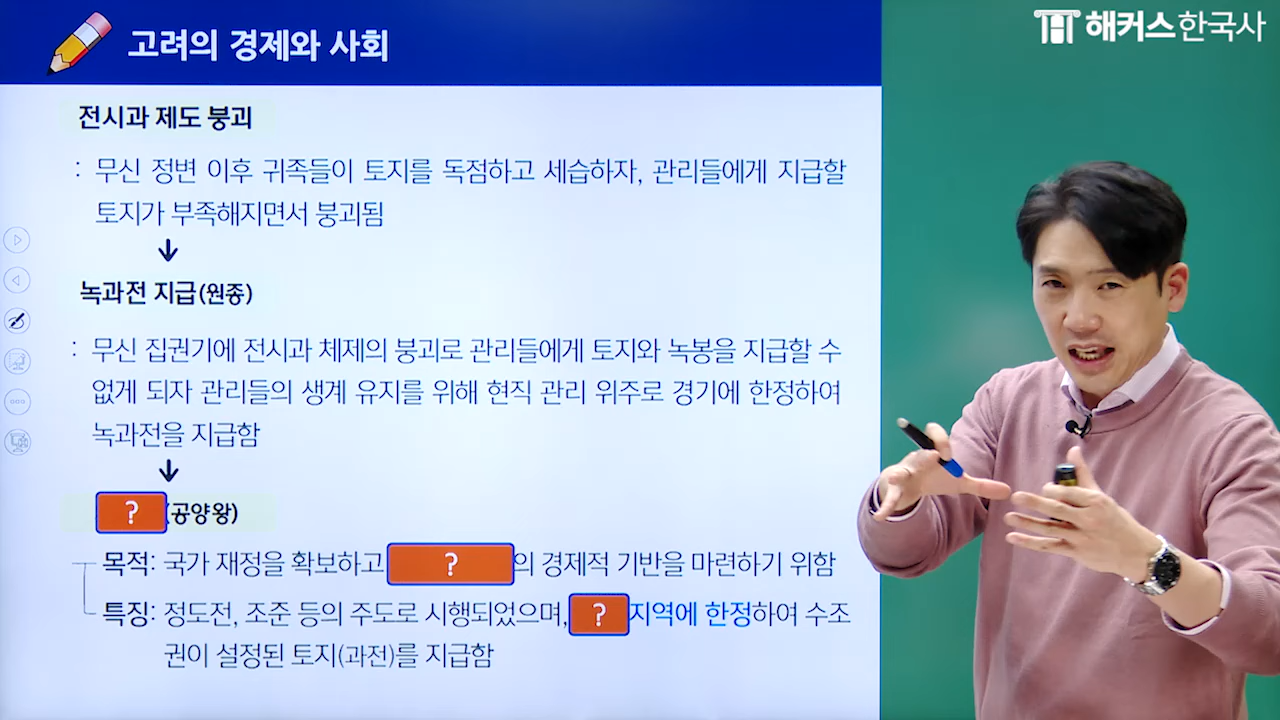 고려의 경제와 사회
해커스한국사
전시과 제도 붕괴
: 무신 정변 이후 귀족들이 토지를 독점하고 세습하자, 관리들에게 지급할
토지가 부족해지면서 붕괴됨
↓
녹과전 지급(원종)
: 무신 집권기에 전시과 체제의 붕괴로 관리들에게 토지와 녹봉을 지급할 수
없게 되자 관리들의 생계 유지를 위해 현직 관리 위주로 경기에 한정하여
녹과전을 지급함
↓
? (공양왕)
목적: 국가 재정을 확보하고 ? 의 경제적 기반을 마련하기 위함
특징: 정도전, 조준 등의 주도로 시행되었으며, ? 지역에 한정하여 수조
권이 설정된 토지(과전)를 지급함